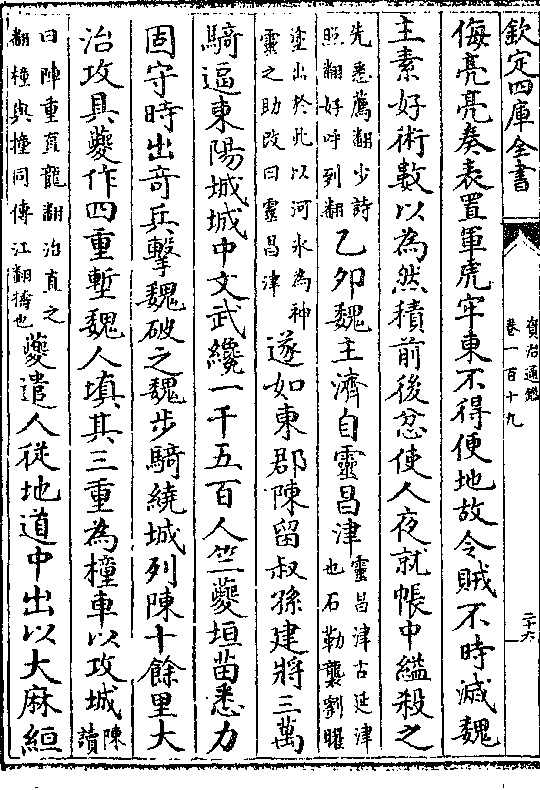 欽定四庫全書
資治通鑑
卷一百十九
二十六
侮亮亮奏表置軍虎牢東不得便地故令賊不時滅魏
主素好術數以為然積前後忿使人夜就帳中縊殺之
先悉薦翻少詩
照翻好呼到翻
乙卯魏主濟自靈昌津
靈昌津古延津
也石勒襲劉曜
塗出於此以河氷為神
靈之助改曰靈昌津
遂如東郡陳留叔孫建將三萬
騎逼東陽城城中文武纔一千五百人竺夔垣苗悉力
固守時出奇兵擊魏破之魏步騎繞城列陳十餘里大
治攻具夔作四重塹魏人填其三重為橦車以攻城
陳
讀
曰陣重直龍翻治直之
翻橦與撞同傳江翻擣也
夔遣人從地道中出以大麻絙